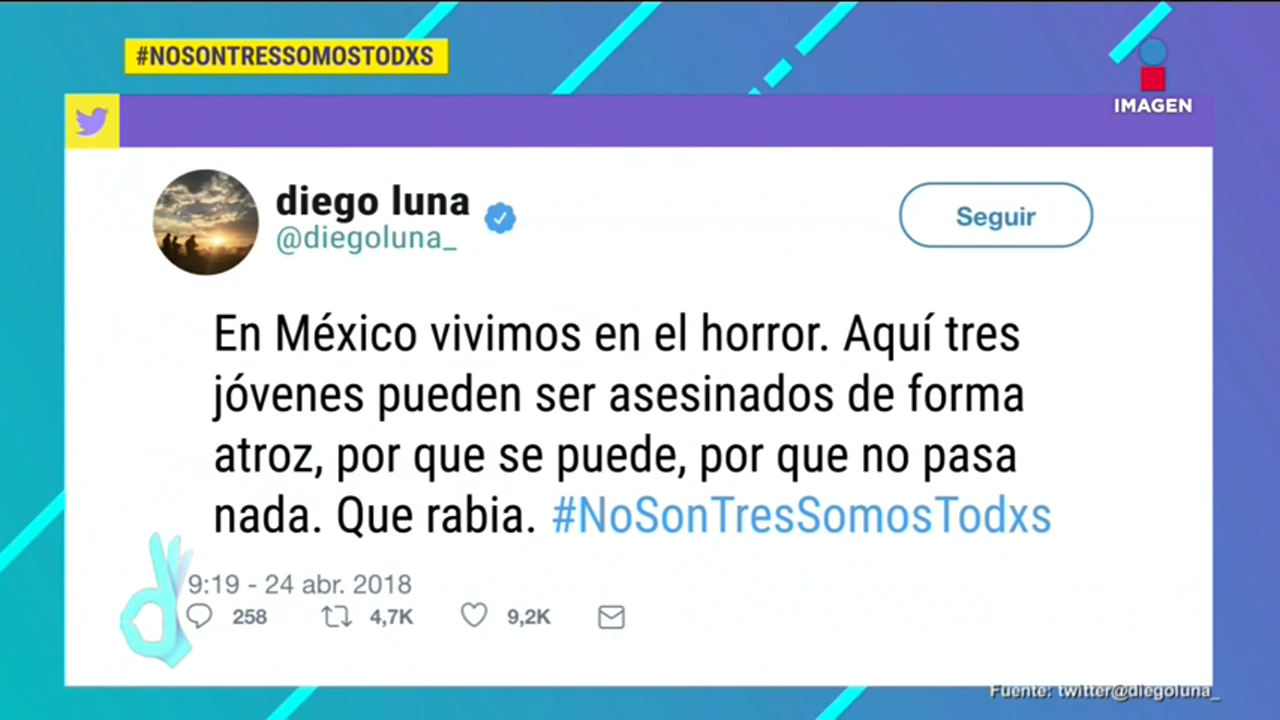 #NOSONTRESSOMOSTODXS
IMAGEN
diego luna
@diegoluna_
Seguir
En México vivimos en el horror. Aquí tres
jóvenes pueden ser asesinados de forma
atroz, por que se puede, por que no pasa
nada. Que rabia. #NoSonTresSomosTodxs
9:19 - 24 abr. 2018
258 4,7K 9,2K
Fuente: twitter@diegoluna_